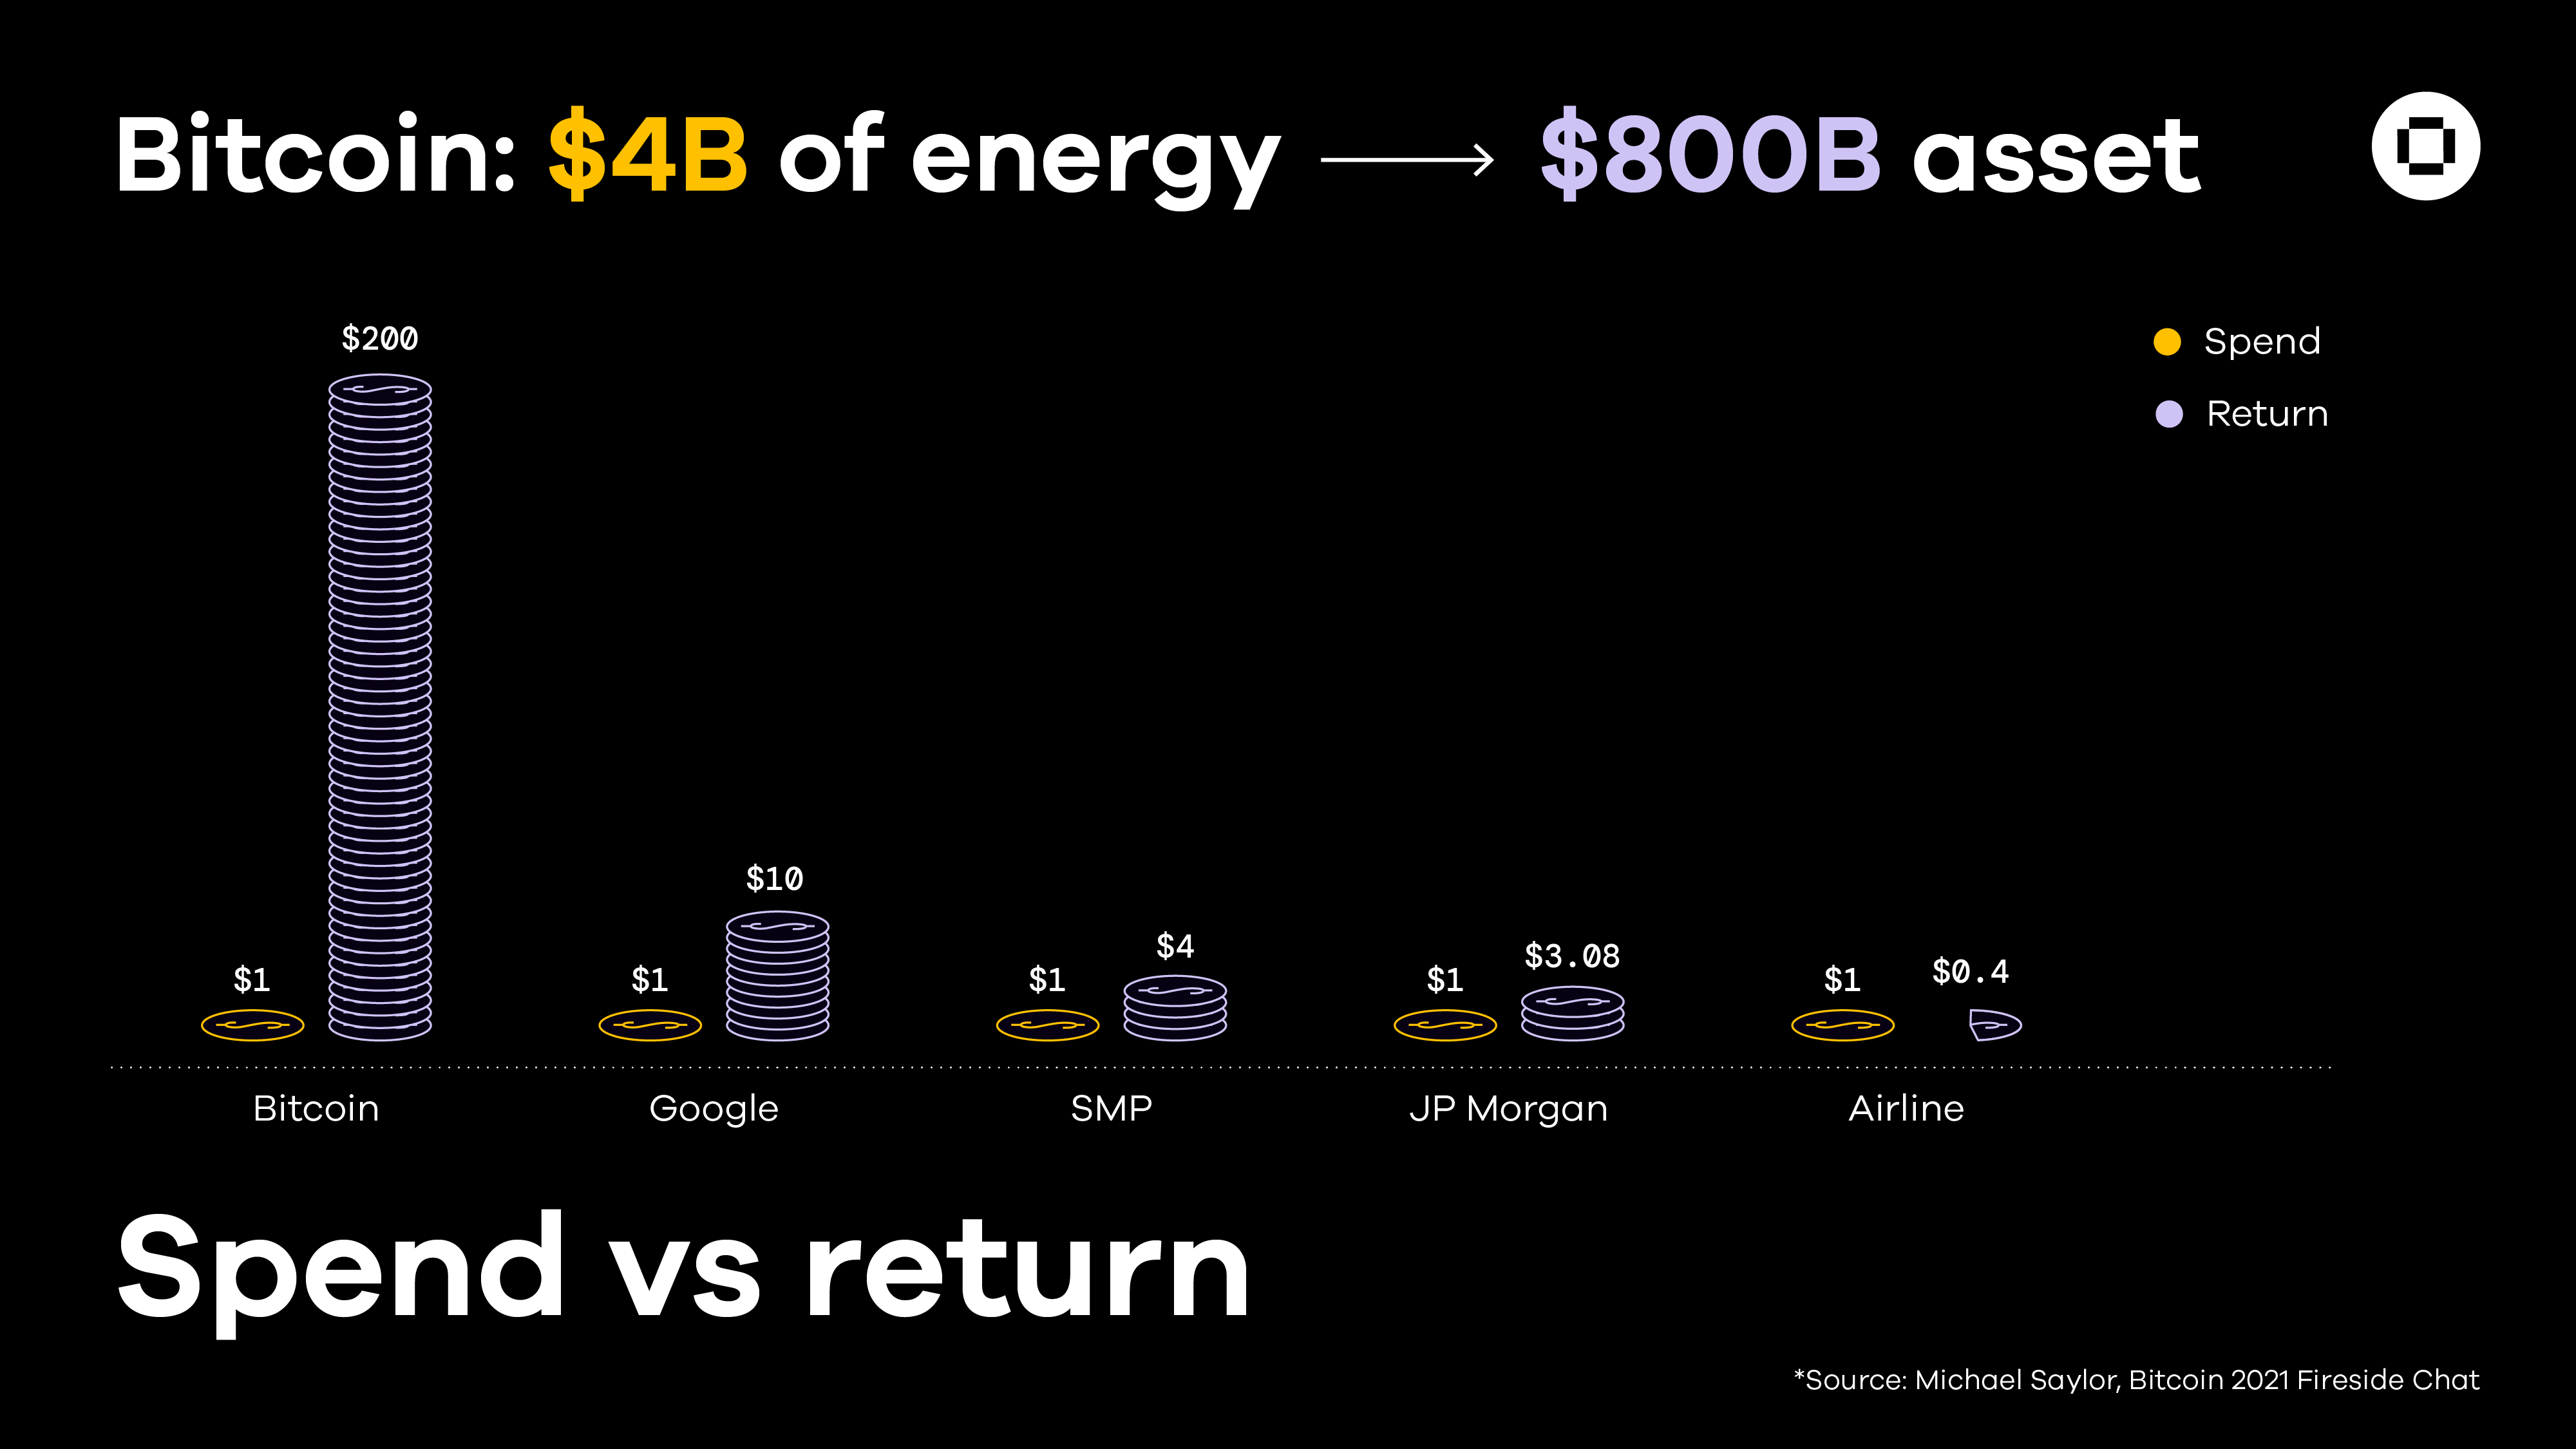 Bitcoin: $4B of energy → $800B asset
Spend
Return
$200
$1
$10
$1
$4
$1
$3.08
$1
$0.4
$1
Bitcoin
Google
SMP
JP Morgan
Airline
Spend vs return
*Source: Michael Saylor, Bitcoin 2021 Fireside Chat